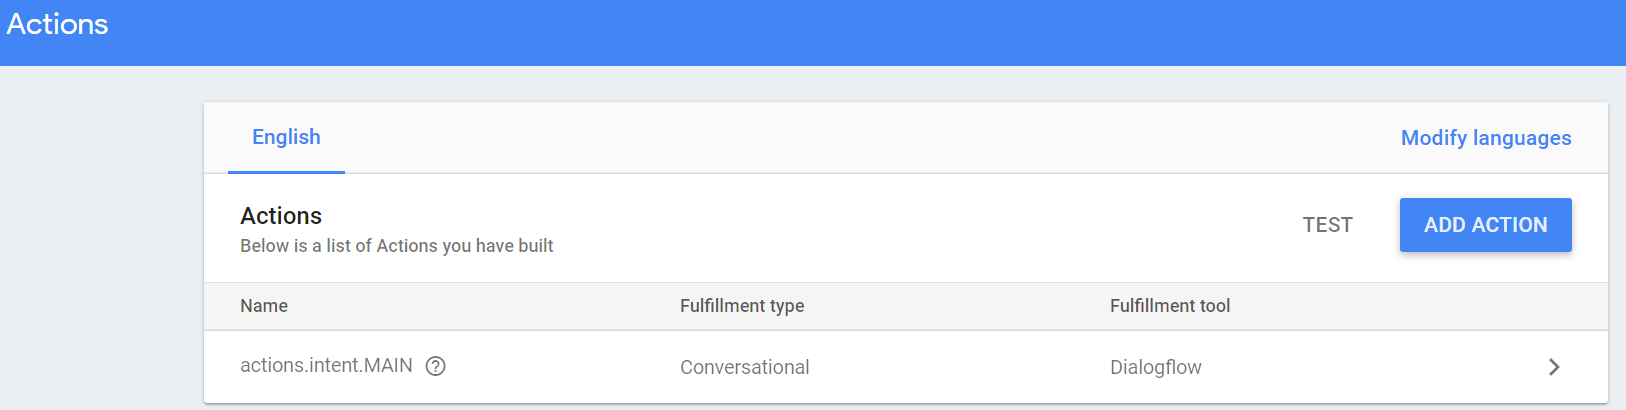 Actions
English
Modify languages
Actions
TEST
ADD ACTION
Below is a list of Actions you have built
Name
Fulfillment type
Fulfillment tool
actions.intent.MAIN
Conversational
Dialogflow